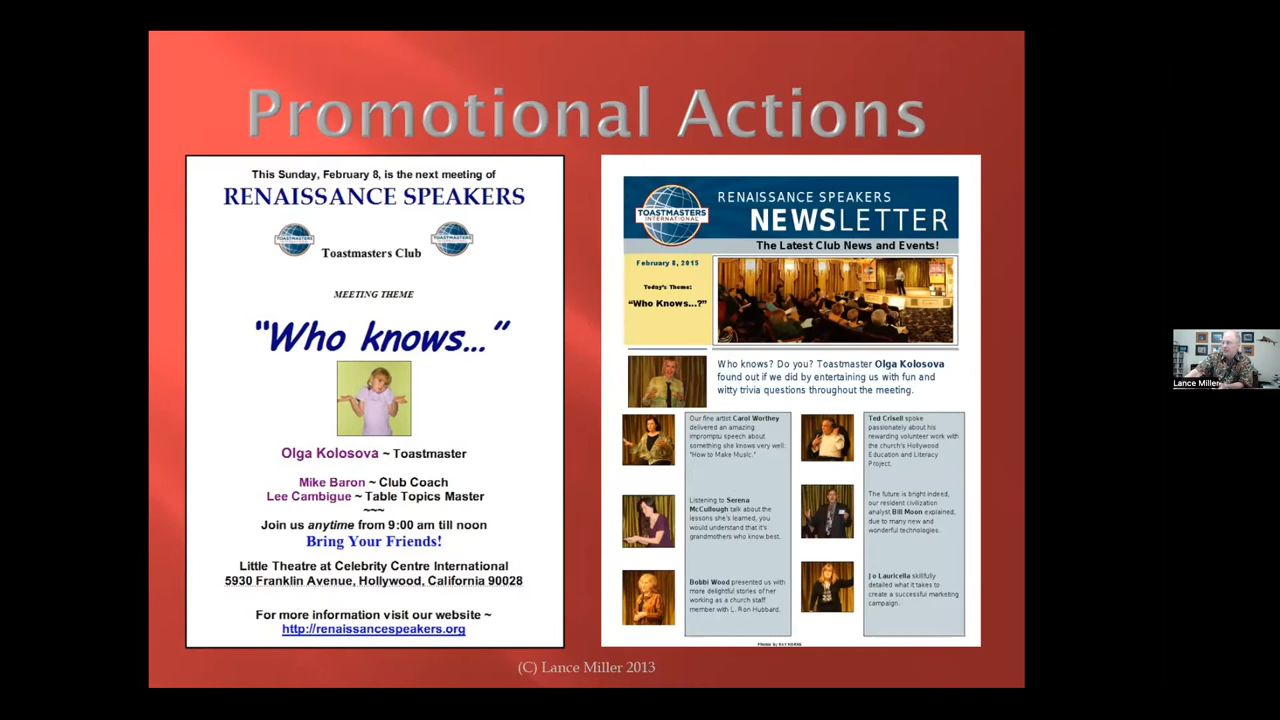 Promotional Actions
This Sunday, February 8, is the next meeting of
RENAISSANCE SPEAKERS
TOASTMASTERS
INTERNATIONAL
TOASTMASTERS
INTERNATIONAL
Toastmasters Club
MEETING THEME
“Who knows...”
Olga Kolosova ~ Toastmaster
Mike Baron ~ Club Coach
Lee Cambigue ~ Table Topics Master
~~~
Join us anytime from 9:00 am till noon
Bring Your Friends!
Little Theatre at Celebrity Centre International
5930 Franklin Avenue, Hollywood, California 90028
For more information visit our website ~
http://renaissancespeakers.org
TOASTMASTERS
INTERNATIONAL
RENAISSANCE SPEAKERS
NEWSLETTER
The Latest Club News and Events!
February 8, 2015
Today's Theme:
“Who Knows...?”
Who knows? Do you? Toastmaster Olga Kolosova
found out if we did by entertaining us with fun and
witty trivia questions throughout the meeting.
Our fine artist Carol Worthey
delivered an amazing
impromptu speech about
something she knows very well:
“How to Make Music.”
Listening to Serena
McCullough talk about the
lessons she's learned, you
would understand that it's
grandmothers who know best.
Bobbi Wood presented us with
more delightful stories of her
working as a church staff
member with L. Ron Hubbard.
Ted Crisell spoke
passionately about his
rewarding volunteer work with
the church's Hollywood
Education and Literacy
Project.
The future is bright indeed,
our resident civilization
analyst Bill Moon explained,
due to many new and
wonderful technologies.
Jo Lauricella skillfully
detailed what it takes to
create a successful marketing
campaign.
Photos by RAY HORNS
(C) Lance Miller 2013
Lance Miller